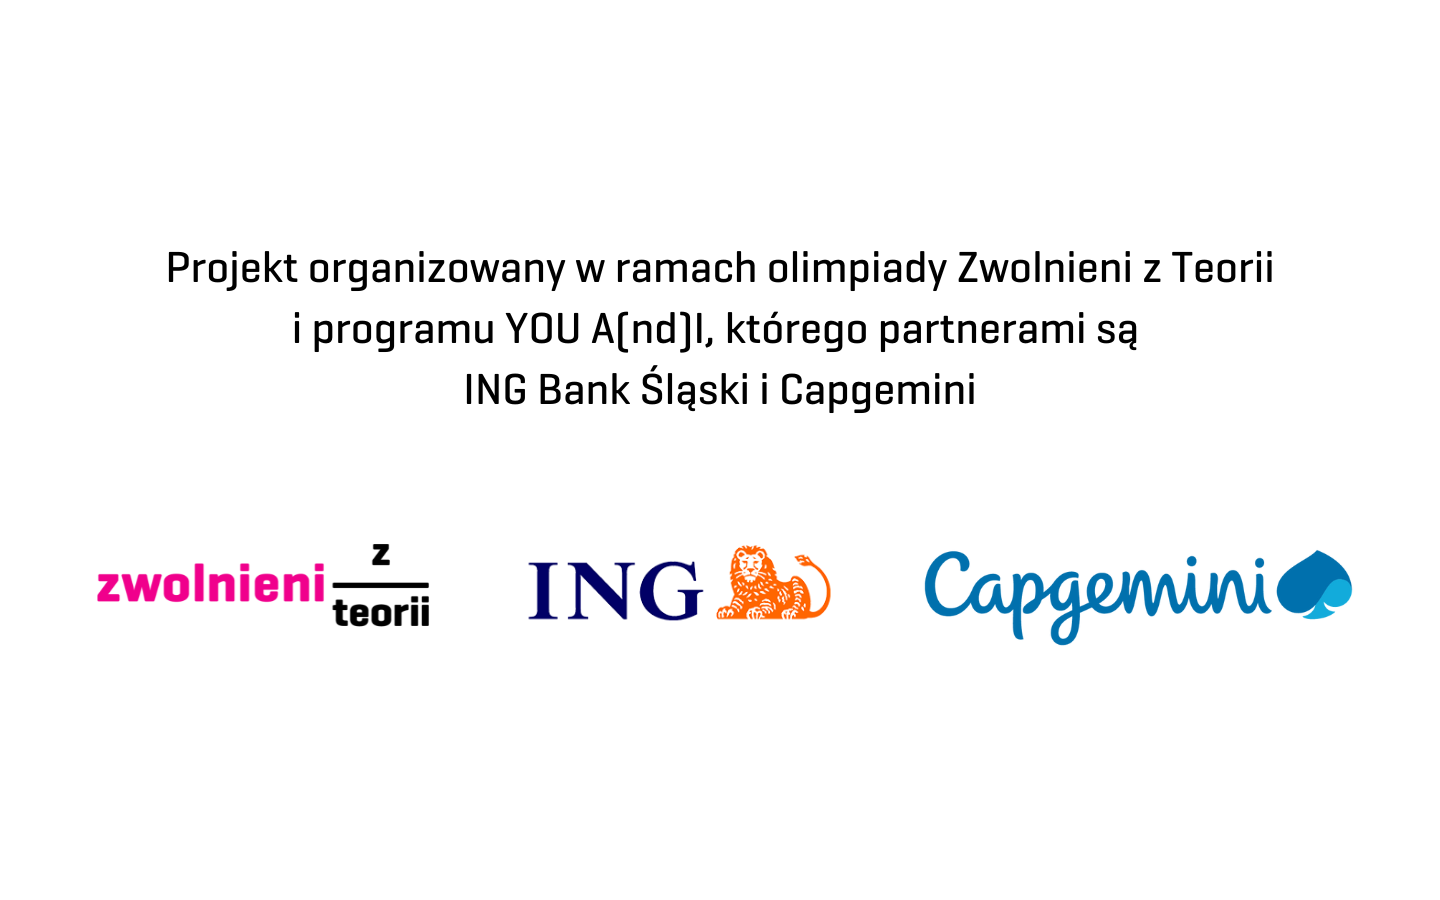 Projekt organizowany w ramach olimpiady Zwolnieni z Teorii
i programu YOU A(nd)I, którego partnerami są
ING Bank Śląski i Capgemini
zwolnieni z teorii
ING
Capgemini